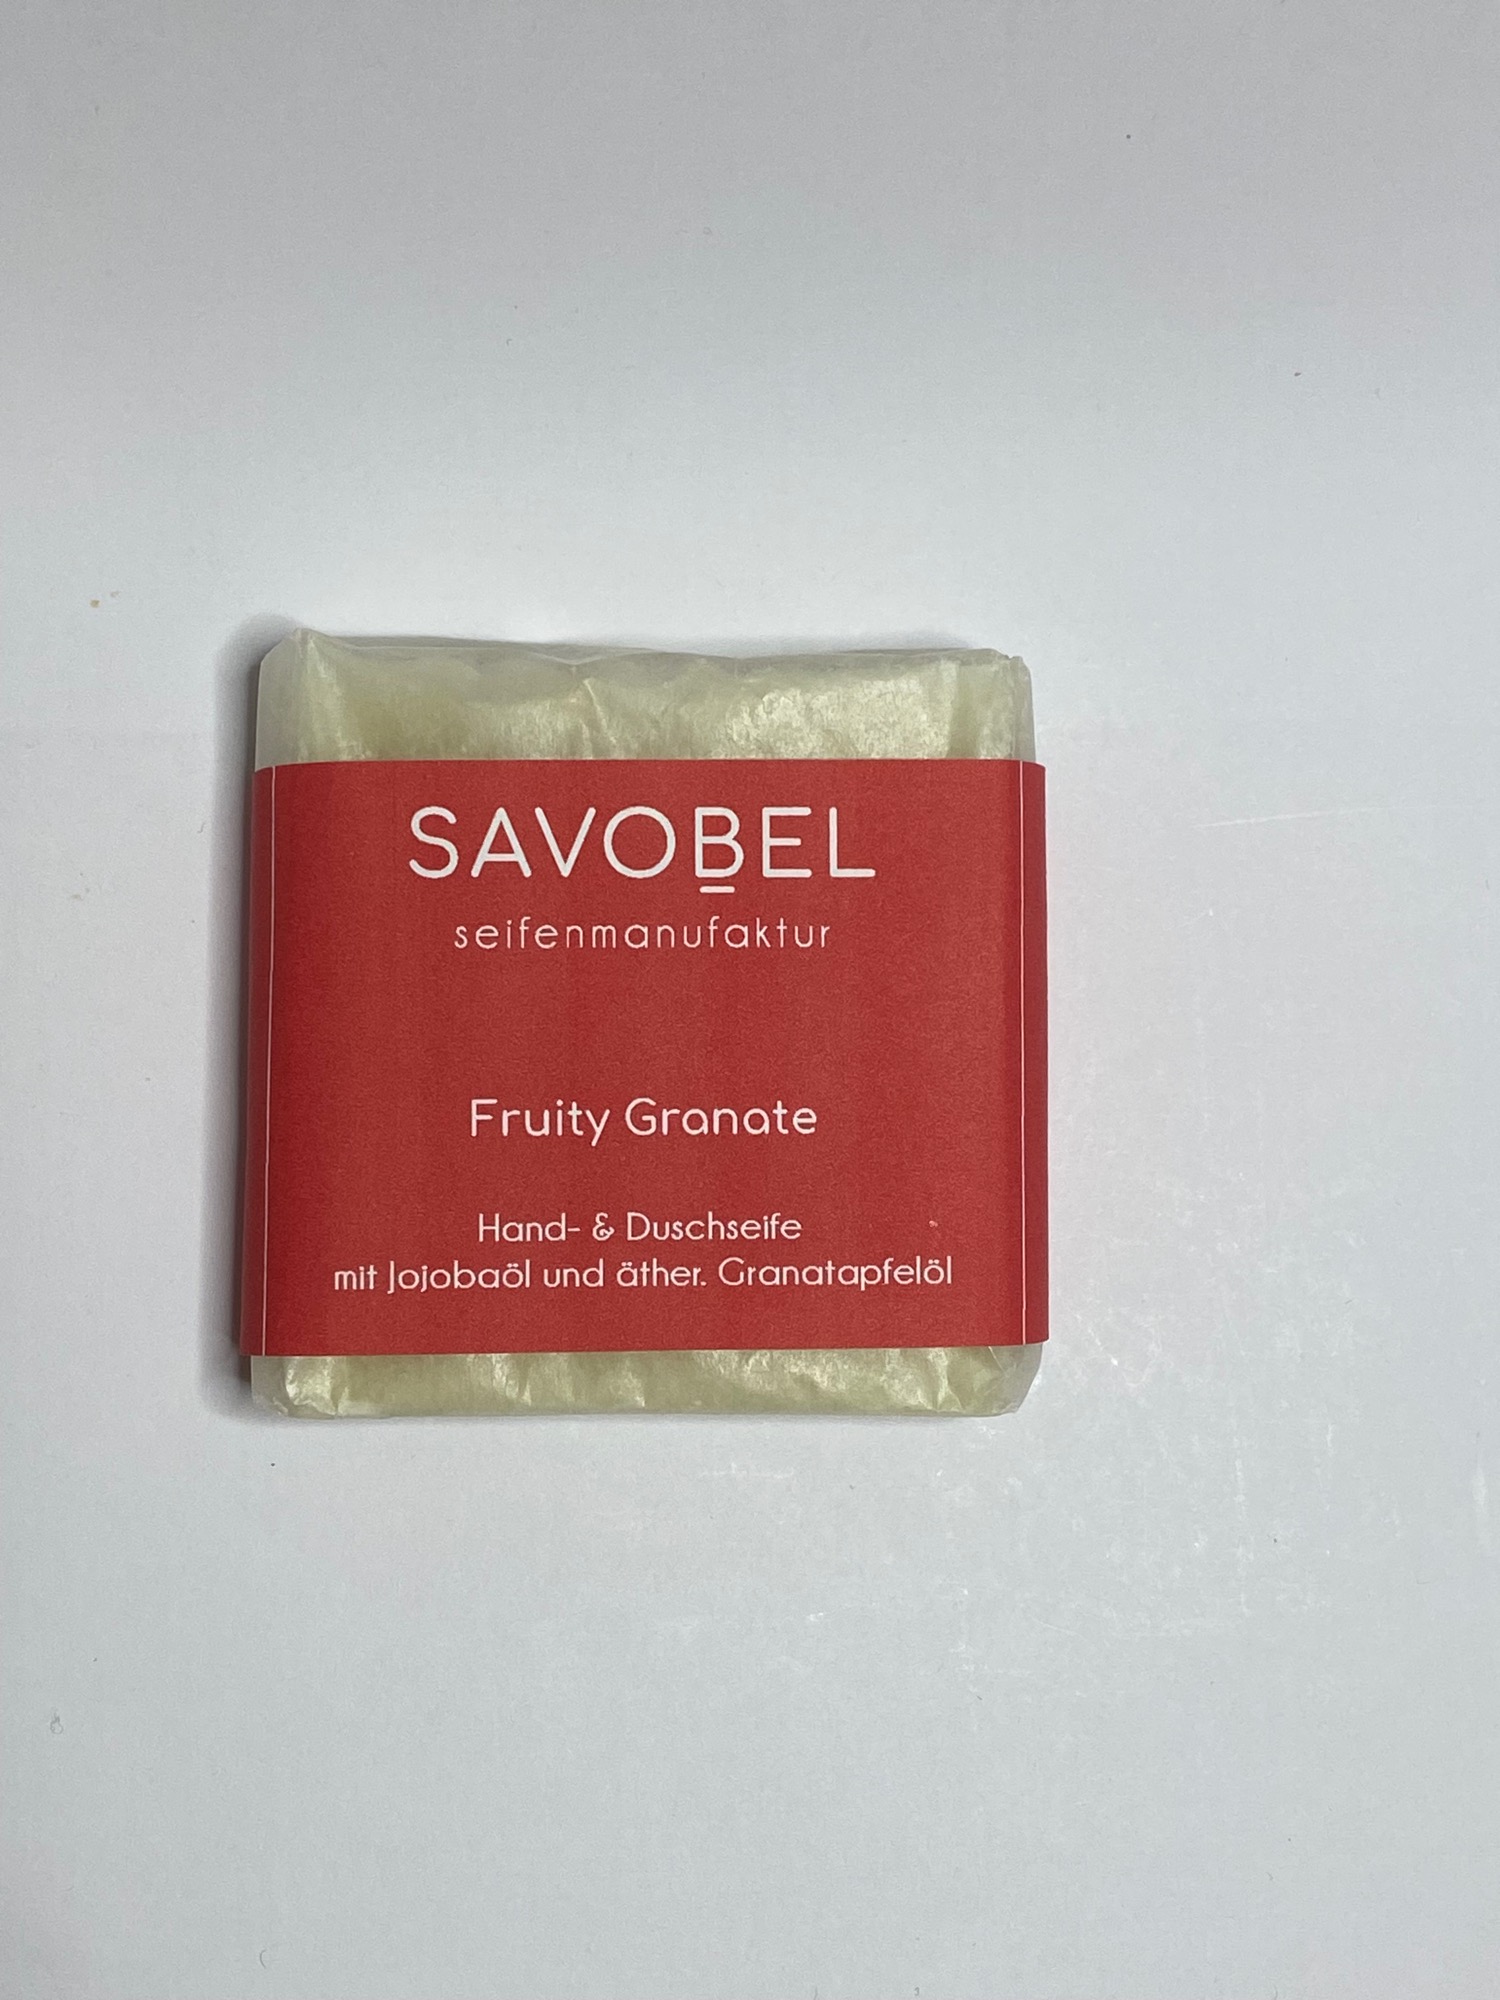 SAVOBEL
seifenmanufaktur
Fruity Granate
Hand- & Duschseife
mit Jojobaöl und äther. Granatapfelöl